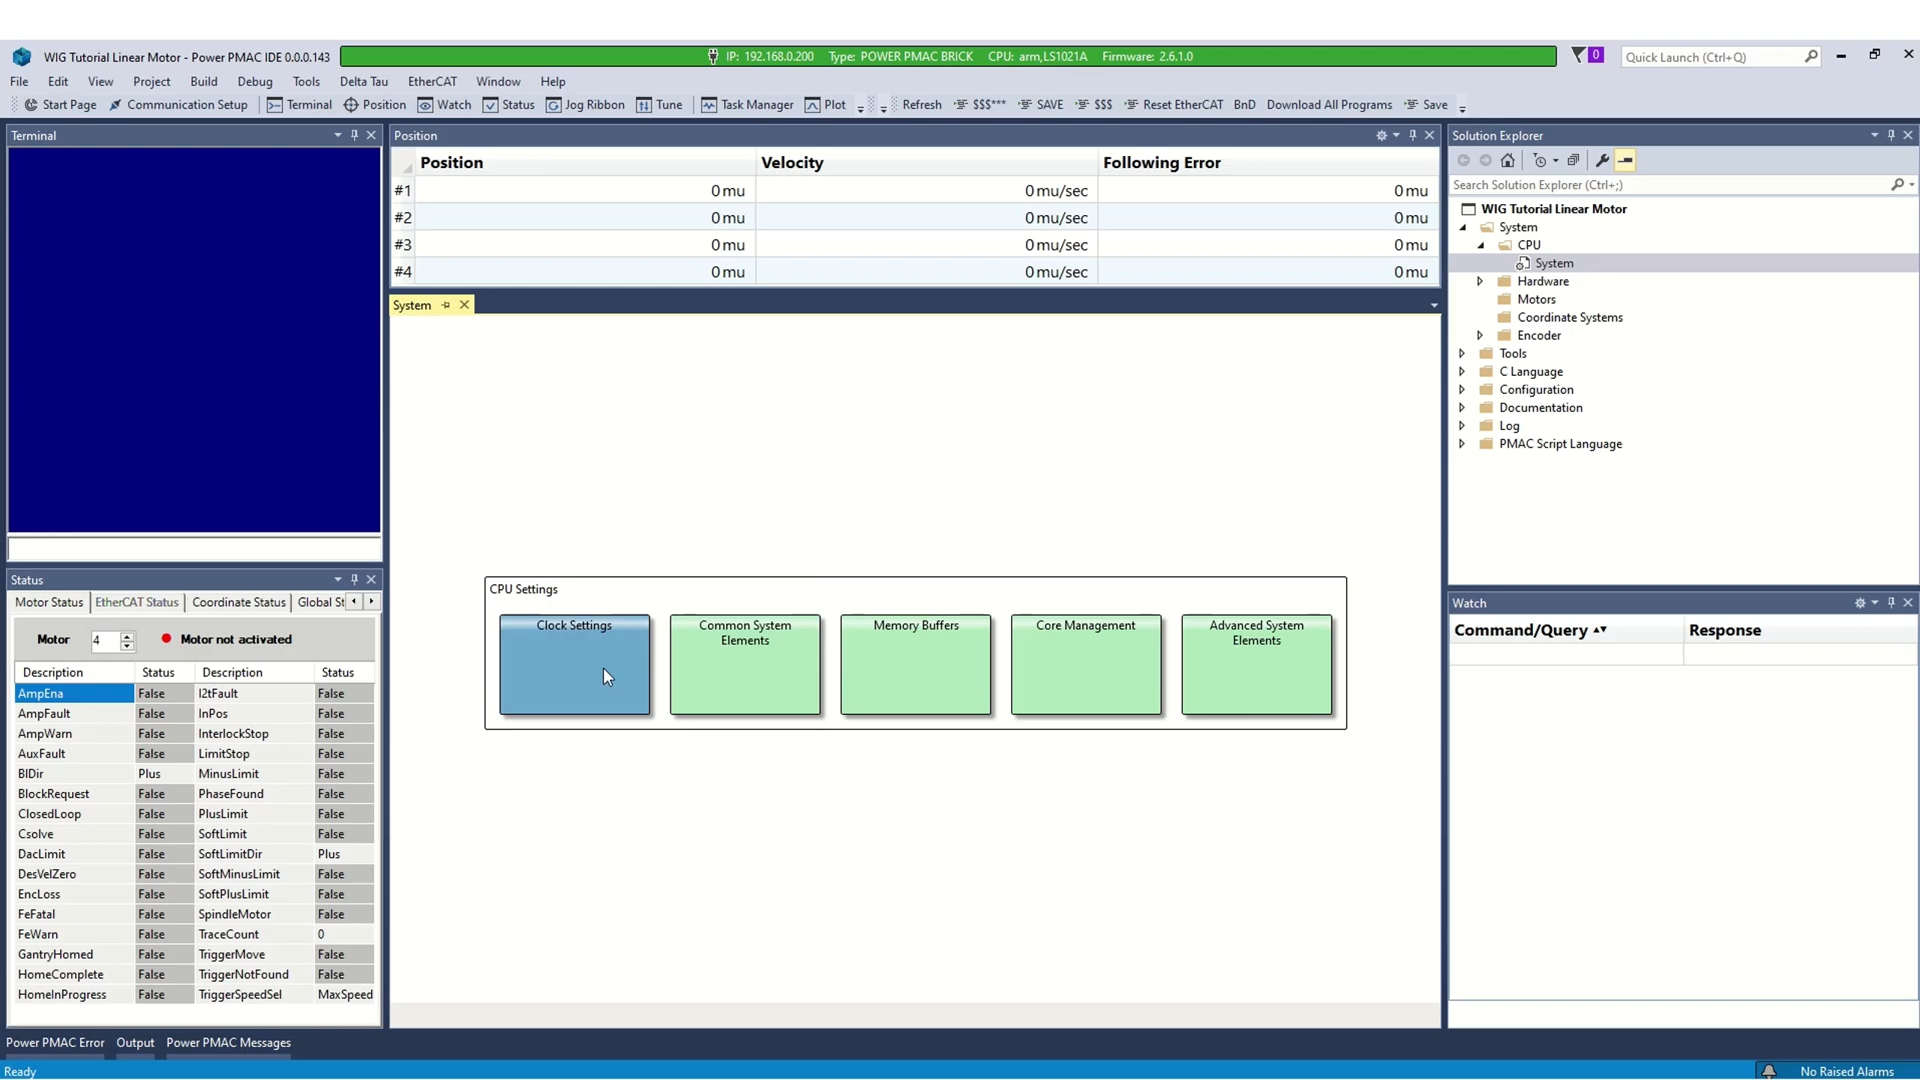 WIG Tutorial Linear Motor - Power PMAC IDE 0.0.0.143
IP: 192.168.0.200 Type: POWER PMAC BRICK CPU: arm,LS1021A Firmware: 2.6.1.0
0
Quick Launch (Ctrl+Q)
File Edit View Project Build Debug Tools Delta Tau EtherCAT Window Help
Start Page Communication Setup Terminal Position Watch Status Jog Ribbon Tune Task Manager Plot Refresh $$$*** SAVE $$$ Reset EtherCAT BnD Download All Programs Save
Terminal
Position
Position Velocity Following Error
#1 0 mu 0 mu/sec 0 mu
#2 0 mu 0 mu/sec 0 mu
#3 0 mu 0 mu/sec 0 mu
#4 0 mu 0 mu/sec 0 mu
System
CPU Settings
Clock Settings
Common System
Elements
Memory Buffers
Core Management
Advanced System
Elements
Solution Explorer
Search Solution Explorer (Ctrl+;)
WIG Tutorial Linear Motor
System
CPU
System
Hardware
Motors
Coordinate Systems
Encoder
Tools
C Language
Configuration
Documentation
Log
PMAC Script Language
Status
Motor Status EtherCAT Status Coordinate Status Global St
Motor 4 Motor not activated
Description Status Description Status
AmpEna False I2tFault False
AmpFault False InPos False
AmpWarn False InterlockStop False
AuxFault False LimitStop False
BlDir Plus MinusLimit False
BlockRequest False PhaseFound False
ClosedLoop False PlusLimit False
Csolve False SoftLimit False
DacLimit False SoftLimitDir Plus
DesVelZero False SoftMinusLimit False
EncLoss False SoftPlusLimit False
FeFatal False SpindleMotor False
FeWarn False TraceCount 0
GantryHomed False TriggerMove False
HomeComplete False TriggerNotFound False
HomeInProgress False TriggerSpeedSel MaxSpeed
Watch
Command/Query Response
Power PMAC Error Output Power PMAC Messages
Ready
No Raised Alarms